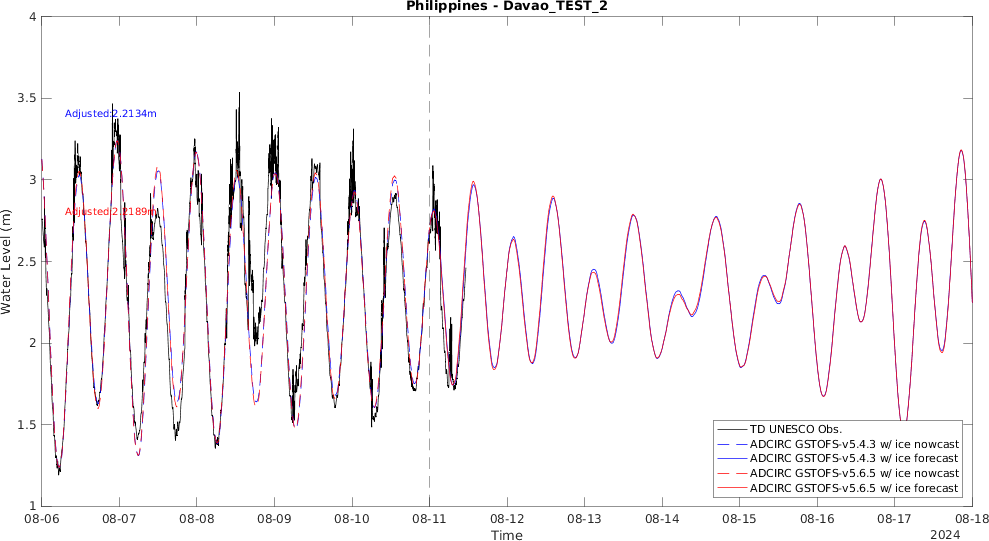 Philippines - Davao_TEST_2
4
3.5
3
2.5
2
1.5
1
Water Level (m)
Adjusted:2.2134m
Adjusted:2.2189m
TD UNESCO Obs.
ADCIRC GSTOFS-v5.4.3 w/ ice nowcast
ADCIRC GSTOFS-v5.4.3 w/ ice forecast
ADCIRC GSTOFS-v5.6.5 w/ ice nowcast
ADCIRC GSTOFS-v5.6.5 w/ ice forecast
08-06 08-07 08-08 08-09 08-10 08-11 08-12 08-13 08-14 08-15 08-16 08-17 08-18
Time
2024